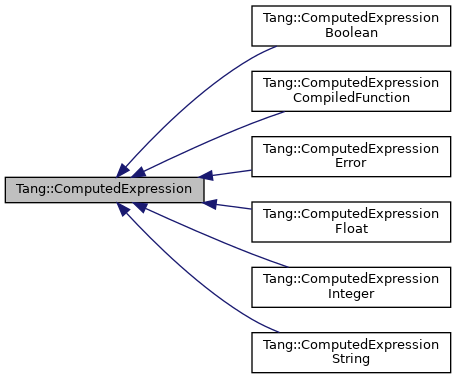 Tang::ComputedExpression
Boolean
Tang::ComputedExpression
CompiledFunction
Tang::ComputedExpression
Error
Tang::ComputedExpression
Tang::ComputedExpression
Float
Tang::ComputedExpression
Integer
Tang::ComputedExpression
String